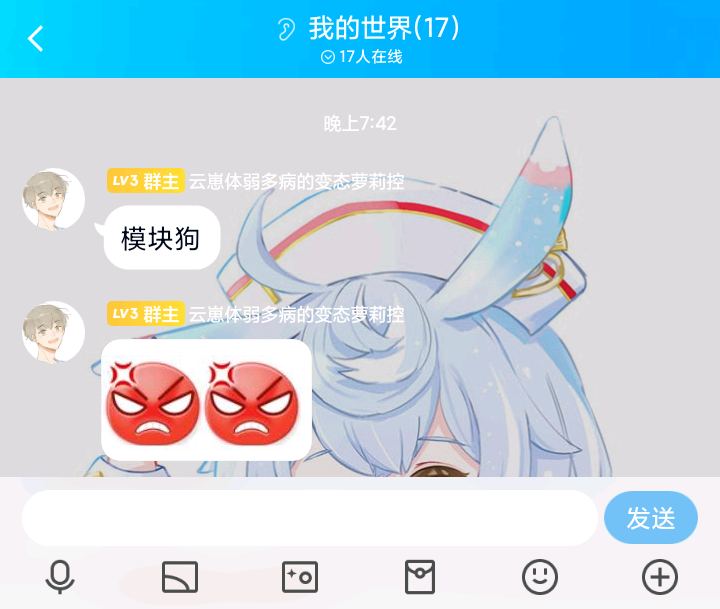 我的世界(17)
17人在线
晚上7:42
LV3 群主 云崽体弱多病的变态萝莉控
模块狗
LV3 群主 云崽体弱多病的变态萝莉控
发送